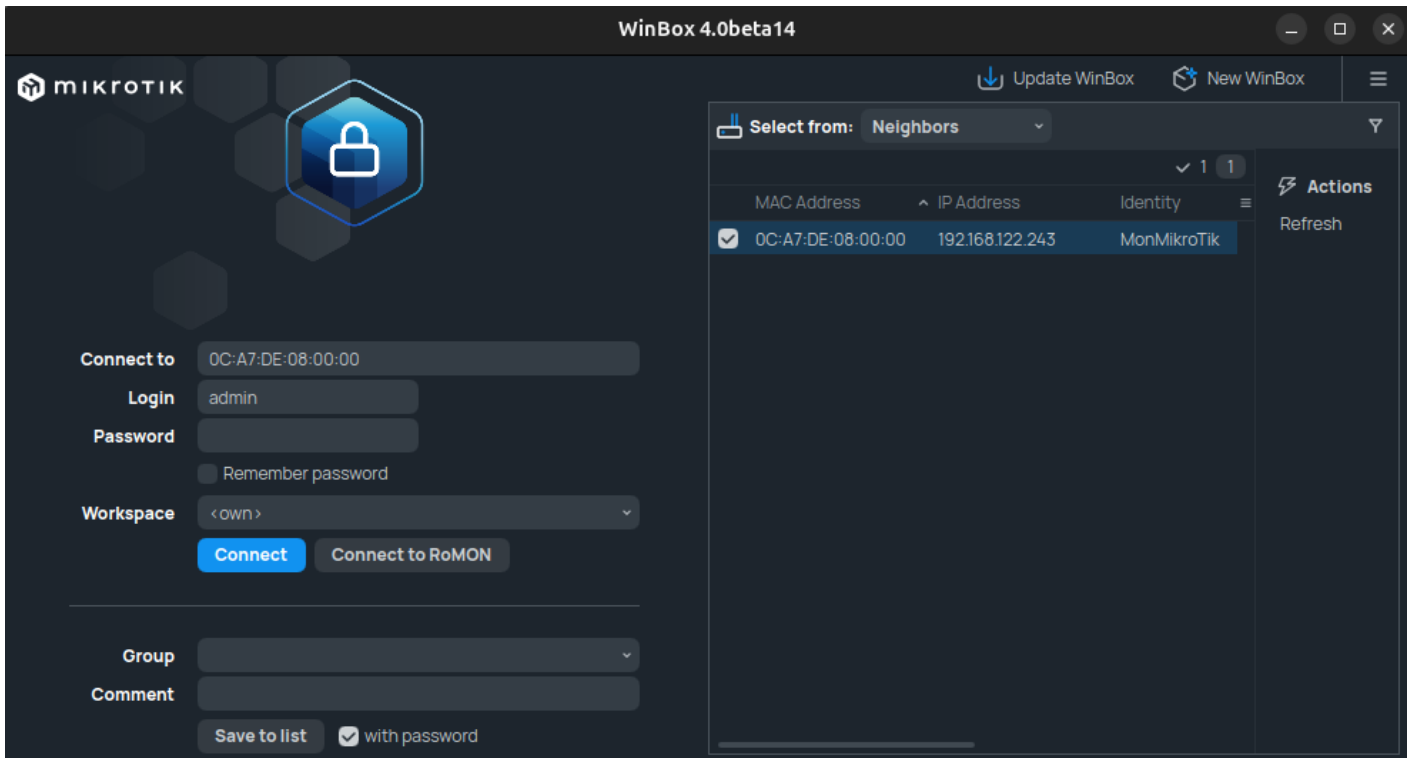 WinBox 4.0beta14
mikrotik
Update WinBox
New WinBox
Select from: Neighbors
1 1
MAC Address IP Address Identity
0C:A7:DE:08:00:00 192.168.122.243 MonMikroTik
Actions
Refresh
Connect to 0C:A7:DE:08:00:00
Login admin
Password
Remember password
Workspace <own>
Connect Connect to RoMON
Group
Comment
Save to list with password